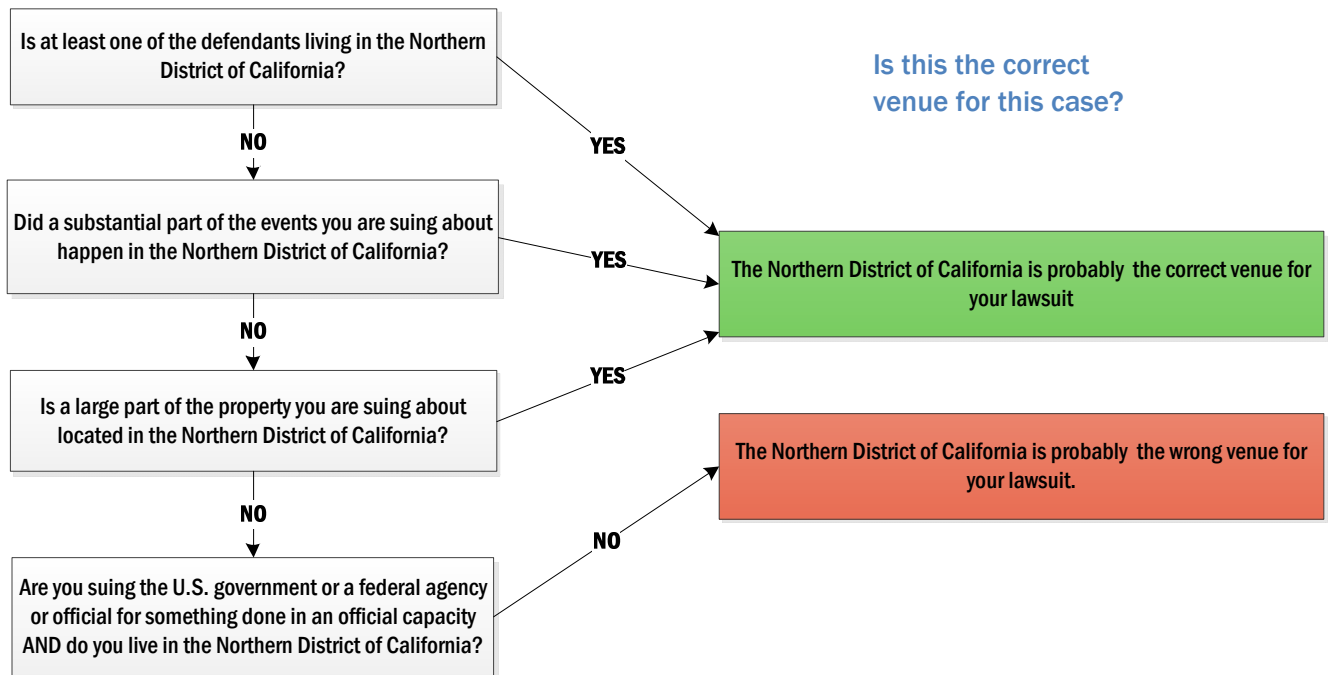 Is this the correct
venue for this case?
Is at least one of the defendants living in the Northern
District of California?
NO
YES
Did a substantial part of the events you are suing about
happen in the Northern District of California?
YES
The Northern District of California is probably the correct venue for
your lawsuit
NO
Is a large part of the property you are suing about
located in the Northern District of California?
YES
The Northern District of California is probably the wrong venue for
your lawsuit.
NO
NO
Are you suing the U.S. government or a federal agency
or official for something done in an official capacity
AND do you live in the Northern District of California?